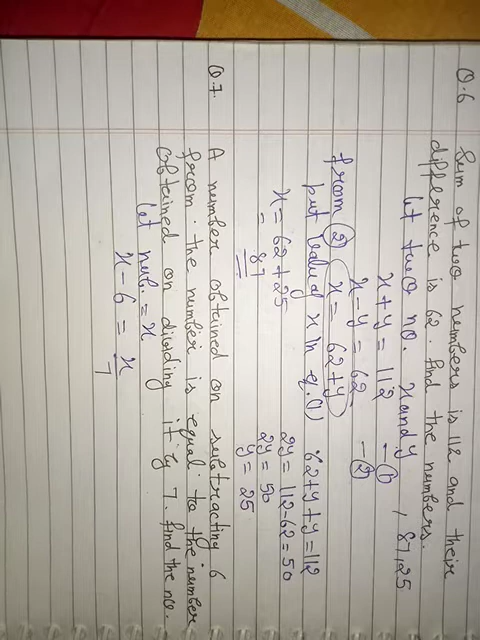 Q.6 Sum of two numbers is 112 and their
difference is 62. find the numbers.
let two no. x and y , 87,25
x+y = 112 - ①
x-y = 62 - ②
from ② x = 62+y
put value x in eq.(1) 62+y+y=112
2y = 112-62=50
2y = 50
y = 25
x = 62+25
= 87
Q.7. A number obtained on subtracting 6
from the number is equal to the number
obtained on dividing it by 7. find the no.
let nub. = x
x-6 = x/7